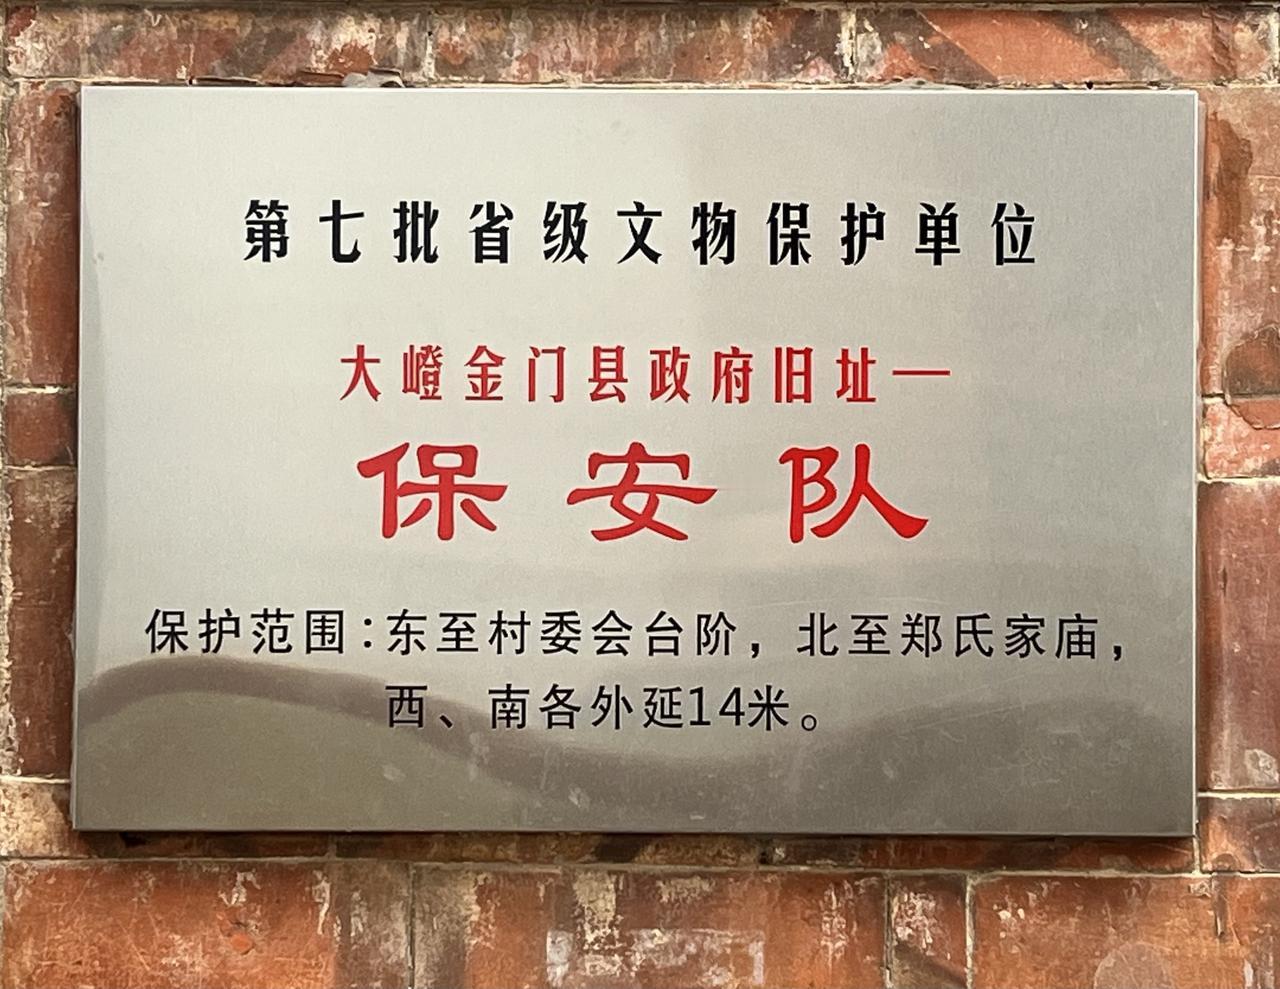 第七批省级文物保护单位
大嶝金门县政府旧址—
保安队
保护范围：东至村委会台阶，北至郑氏家庙，
西、南各外延14米。